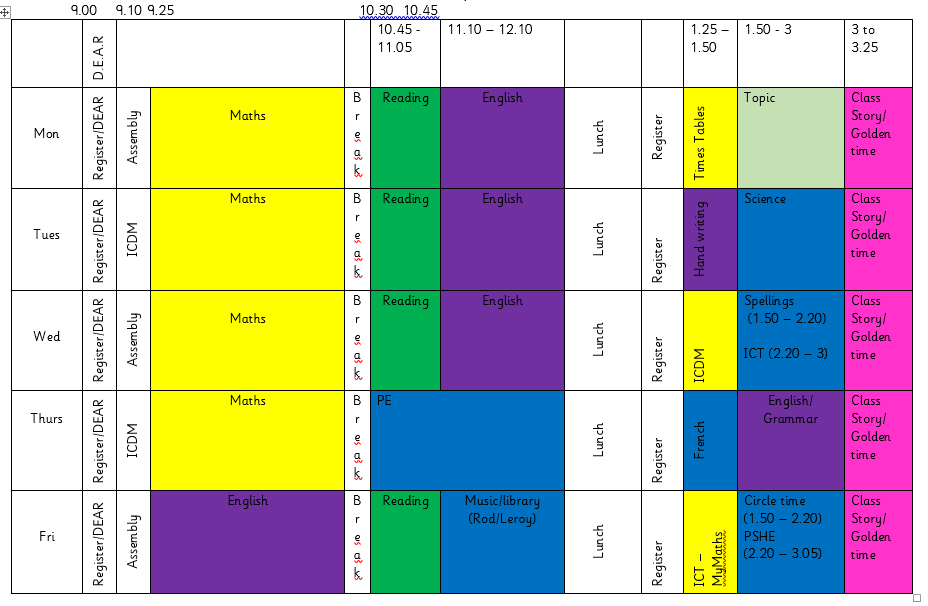 9.00 9.10 9.25 10.30 10.45
D.E.A.R
10.45 -
11.05
11.10 – 12.10
1.25 –
1.50
1.50 - 3
3 to
3.25
Mon
Register/DEAR
Assembly
Maths
Break
Reading
English
Lunch
Register
Times Tables
Topic
Class
Story/
Golden
time
Tues
Register/DEAR
ICDM
Maths
Break
Reading
English
Lunch
Register
Hand writing
Science
Class
Story/
Golden
time
Wed
Register/DEAR
Assembly
Maths
Break
Reading
English
Lunch
Register
ICDM
Spellings
(1.50 – 2.20)
ICT (2.20 – 3)
Class
Story/
Golden
time
Thurs
Register/DEAR
ICDM
Maths
Break
PE
Lunch
Register
French
English/
Grammar
Class
Story/
Golden
time
Fri
Register/DEAR
Assembly
English
Break
Reading
Music/library
(Rod/Leroy)
Lunch
Register
ICT –
MyMaths
Circle time
(1.50 – 2.20)
PSHE
(2.20 – 3.05)
Class
Story/
Golden
time